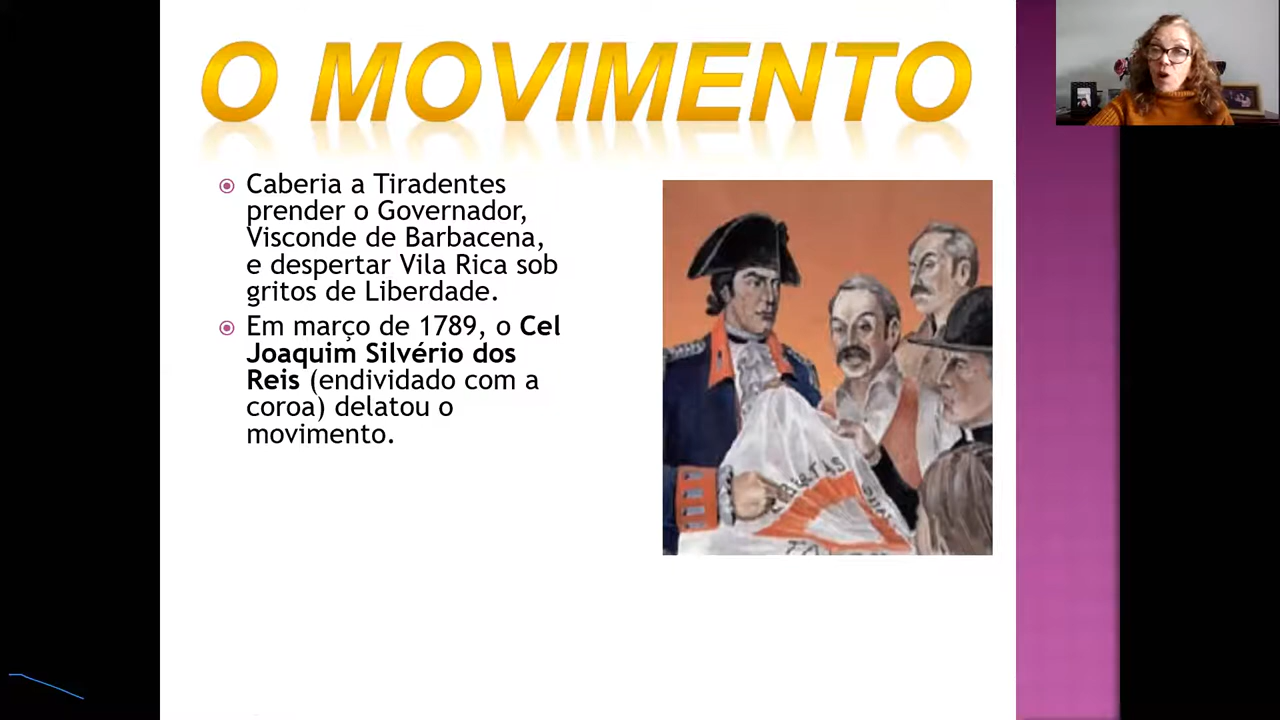 O MOVIMENTO
Caberia a Tiradentes
prender o Governador,
Visconde de Barbacena,
e despertar Vila Rica sob
gritos de Liberdade.
Em março de 1789, o Cel
Joaquim Silvério dos
Reis (endividado com a
coroa) delatou o
movimento.